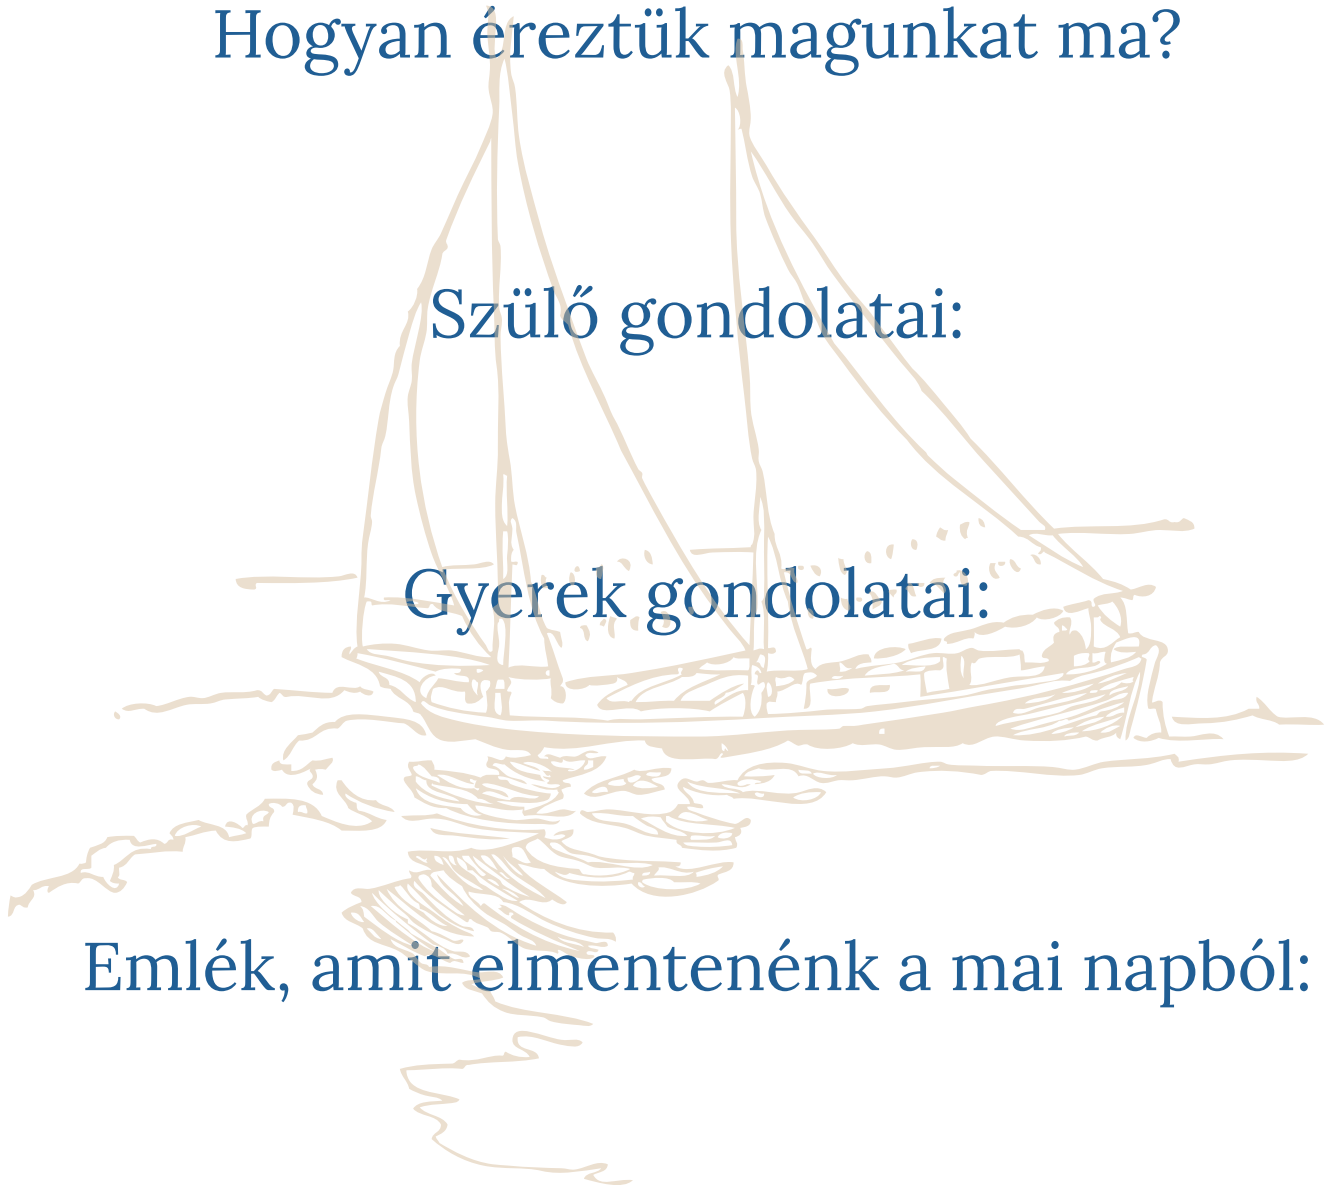 Hogyan éreztük magunkat ma?
Szülő gondolatai:
Gyerek gondolatai:
Emlék, amit elmentenénk a mai napból: